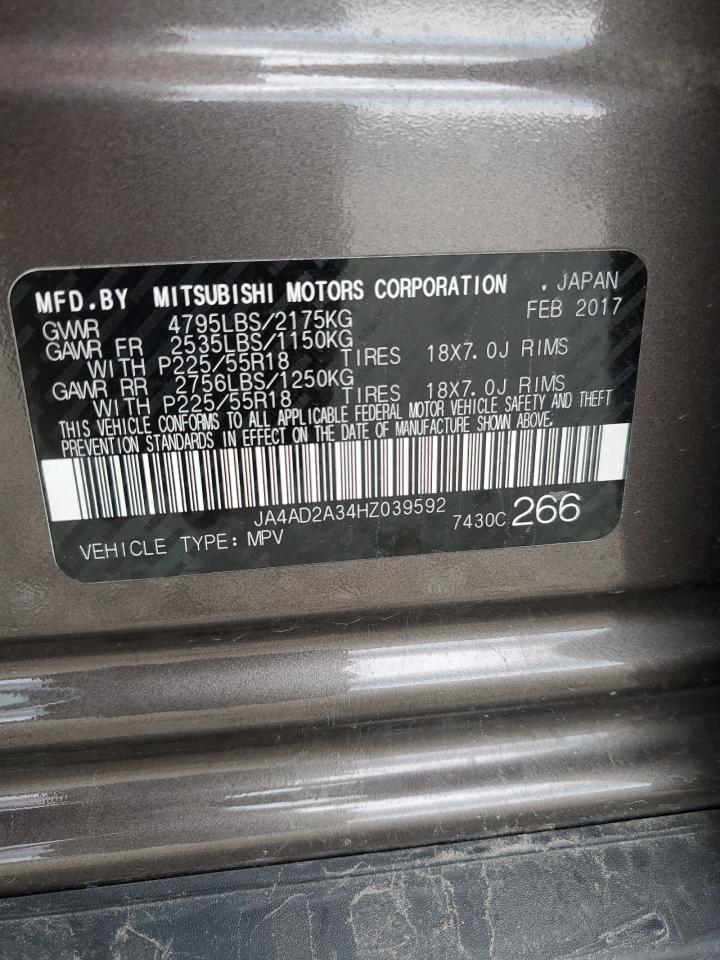 MFD.BY MITSUBISHI MOTORS CORPORATION . JAPAN
FEB 2017
GVWR 4795LBS/2175KG
GAWR FR 2535LBS/1150KG
WITH P225/55R18 TIRES 18X7.0J RIMS
GAWR RR 2756LBS/1250KG
WITH P225/55R18 TIRES 18X7.0J RIMS
THIS VEHICLE CONFORMS TO ALL APPLICABLE FEDERAL MOTOR VEHICLE SAFETY AND THEFT
PREVENTION STANDARDS IN EFFECT ON THE DATE OF MANUFACTURE SHOWN ABOVE.
JA4AD2A34HZ039592 7430C 266
VEHICLE TYPE: MPV